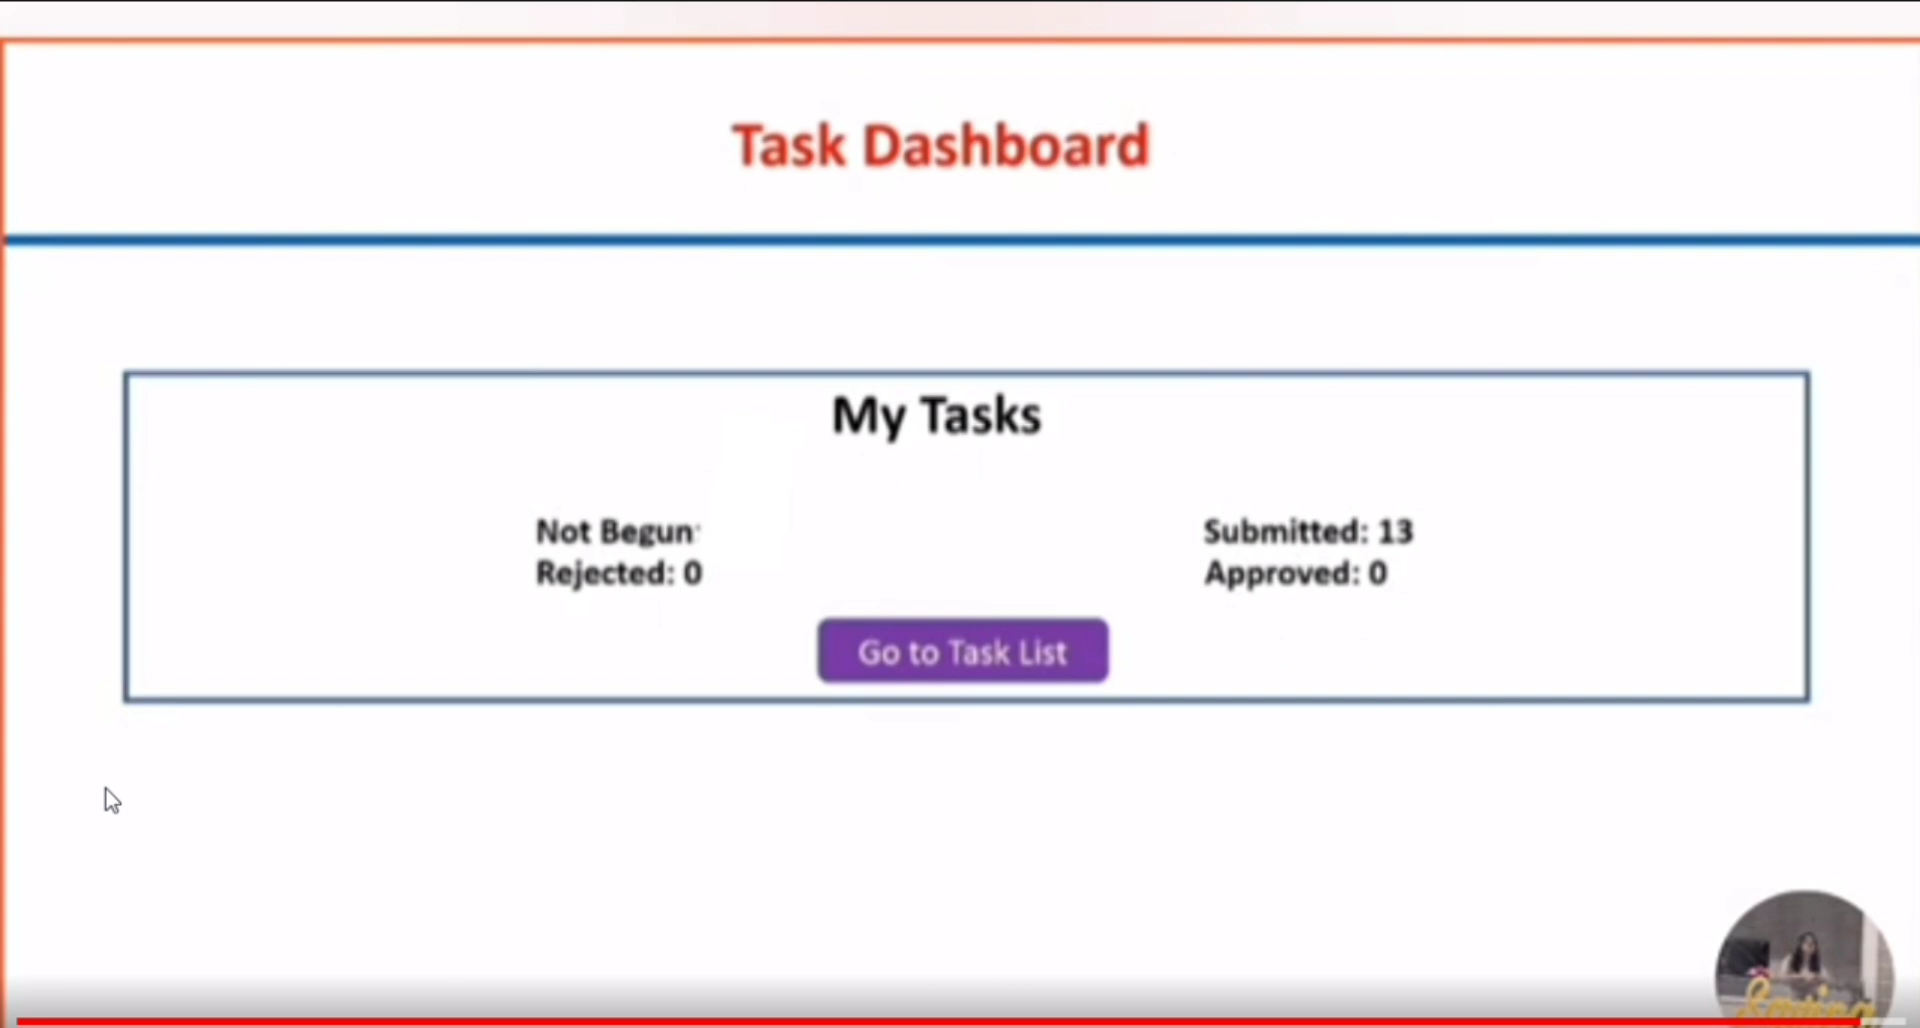 Task Dashboard
My Tasks
Not Begun
Rejected: 0
Submitted: 13
Approved: 0
Go to Task List